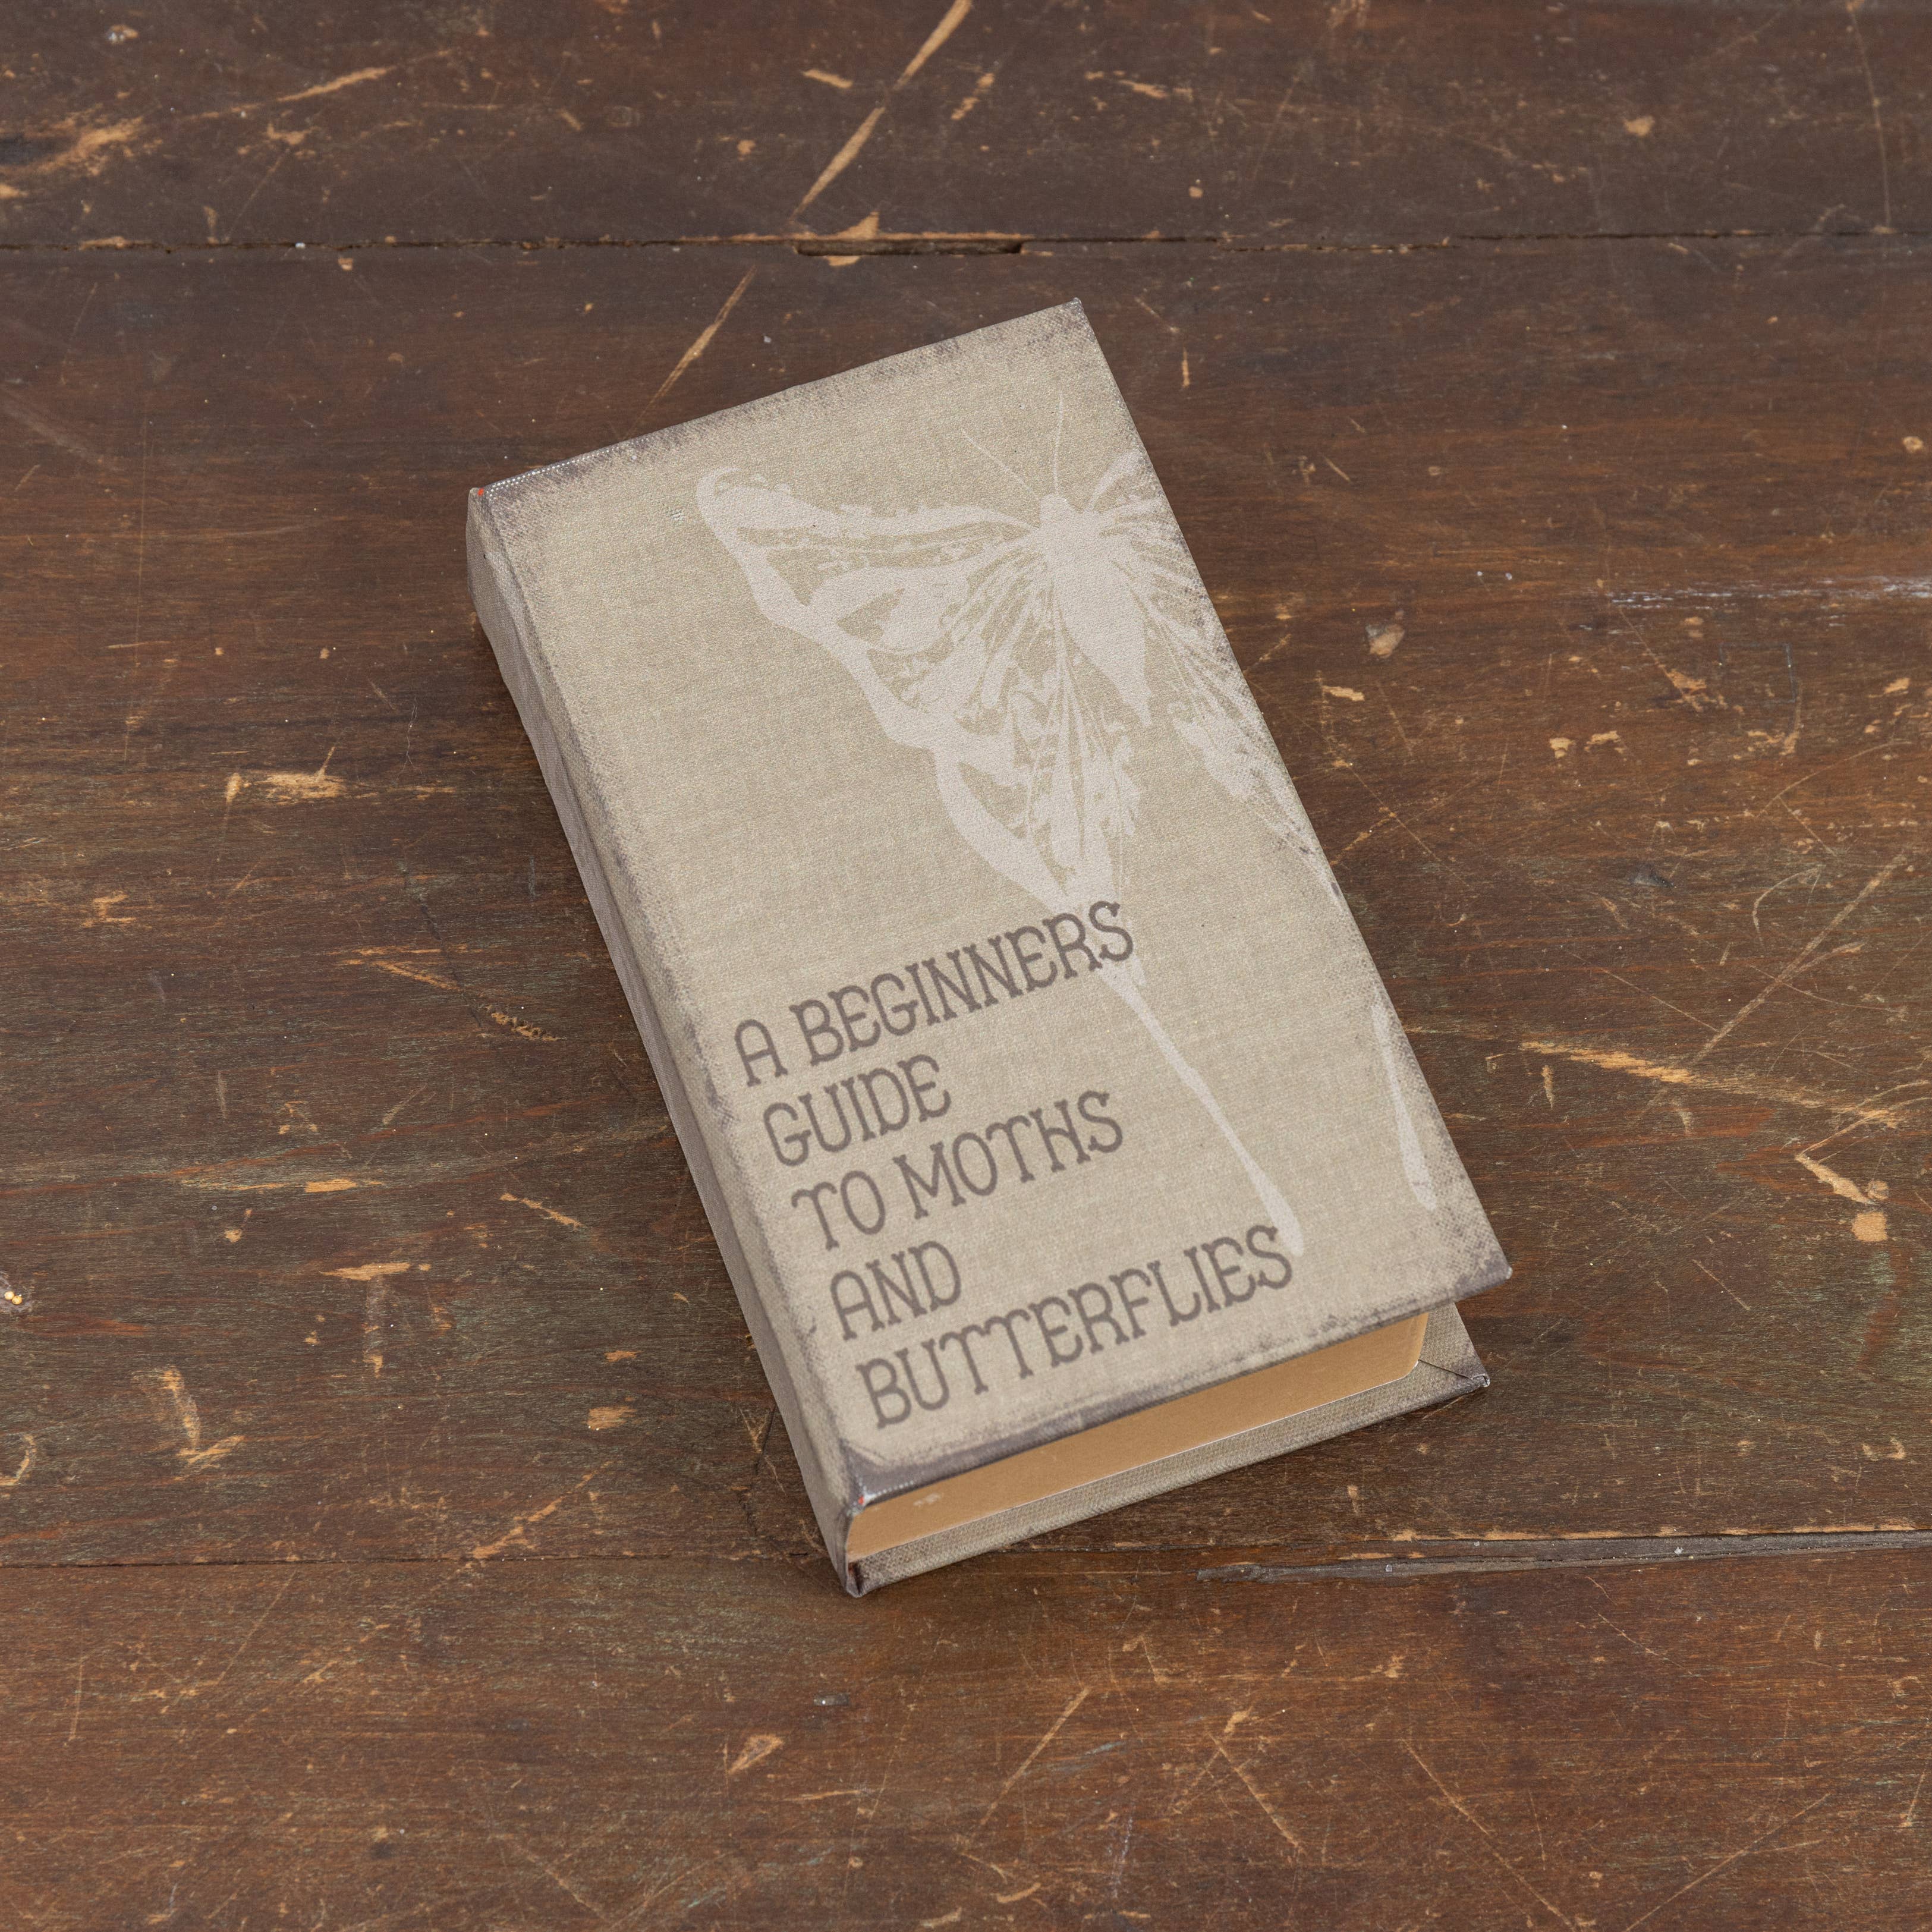 A BEGINNERS
GUIDE
TO MOTHS
AND
BUTTERFLIES